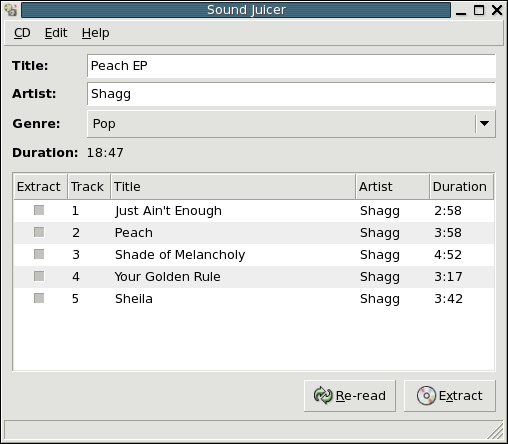 Sound Juicer
CD Edit Help
Title: Peach EP
Artist: Shagg
Genre: Pop
Duration: 18:47
Extract Track Title Artist Duration
1 Just Ain't Enough Shagg 2:58
2 Peach Shagg 3:58
3 Shade of Melancholy Shagg 4:52
4 Your Golden Rule Shagg 3:17
5 Sheila Shagg 3:42
Re-read Extract